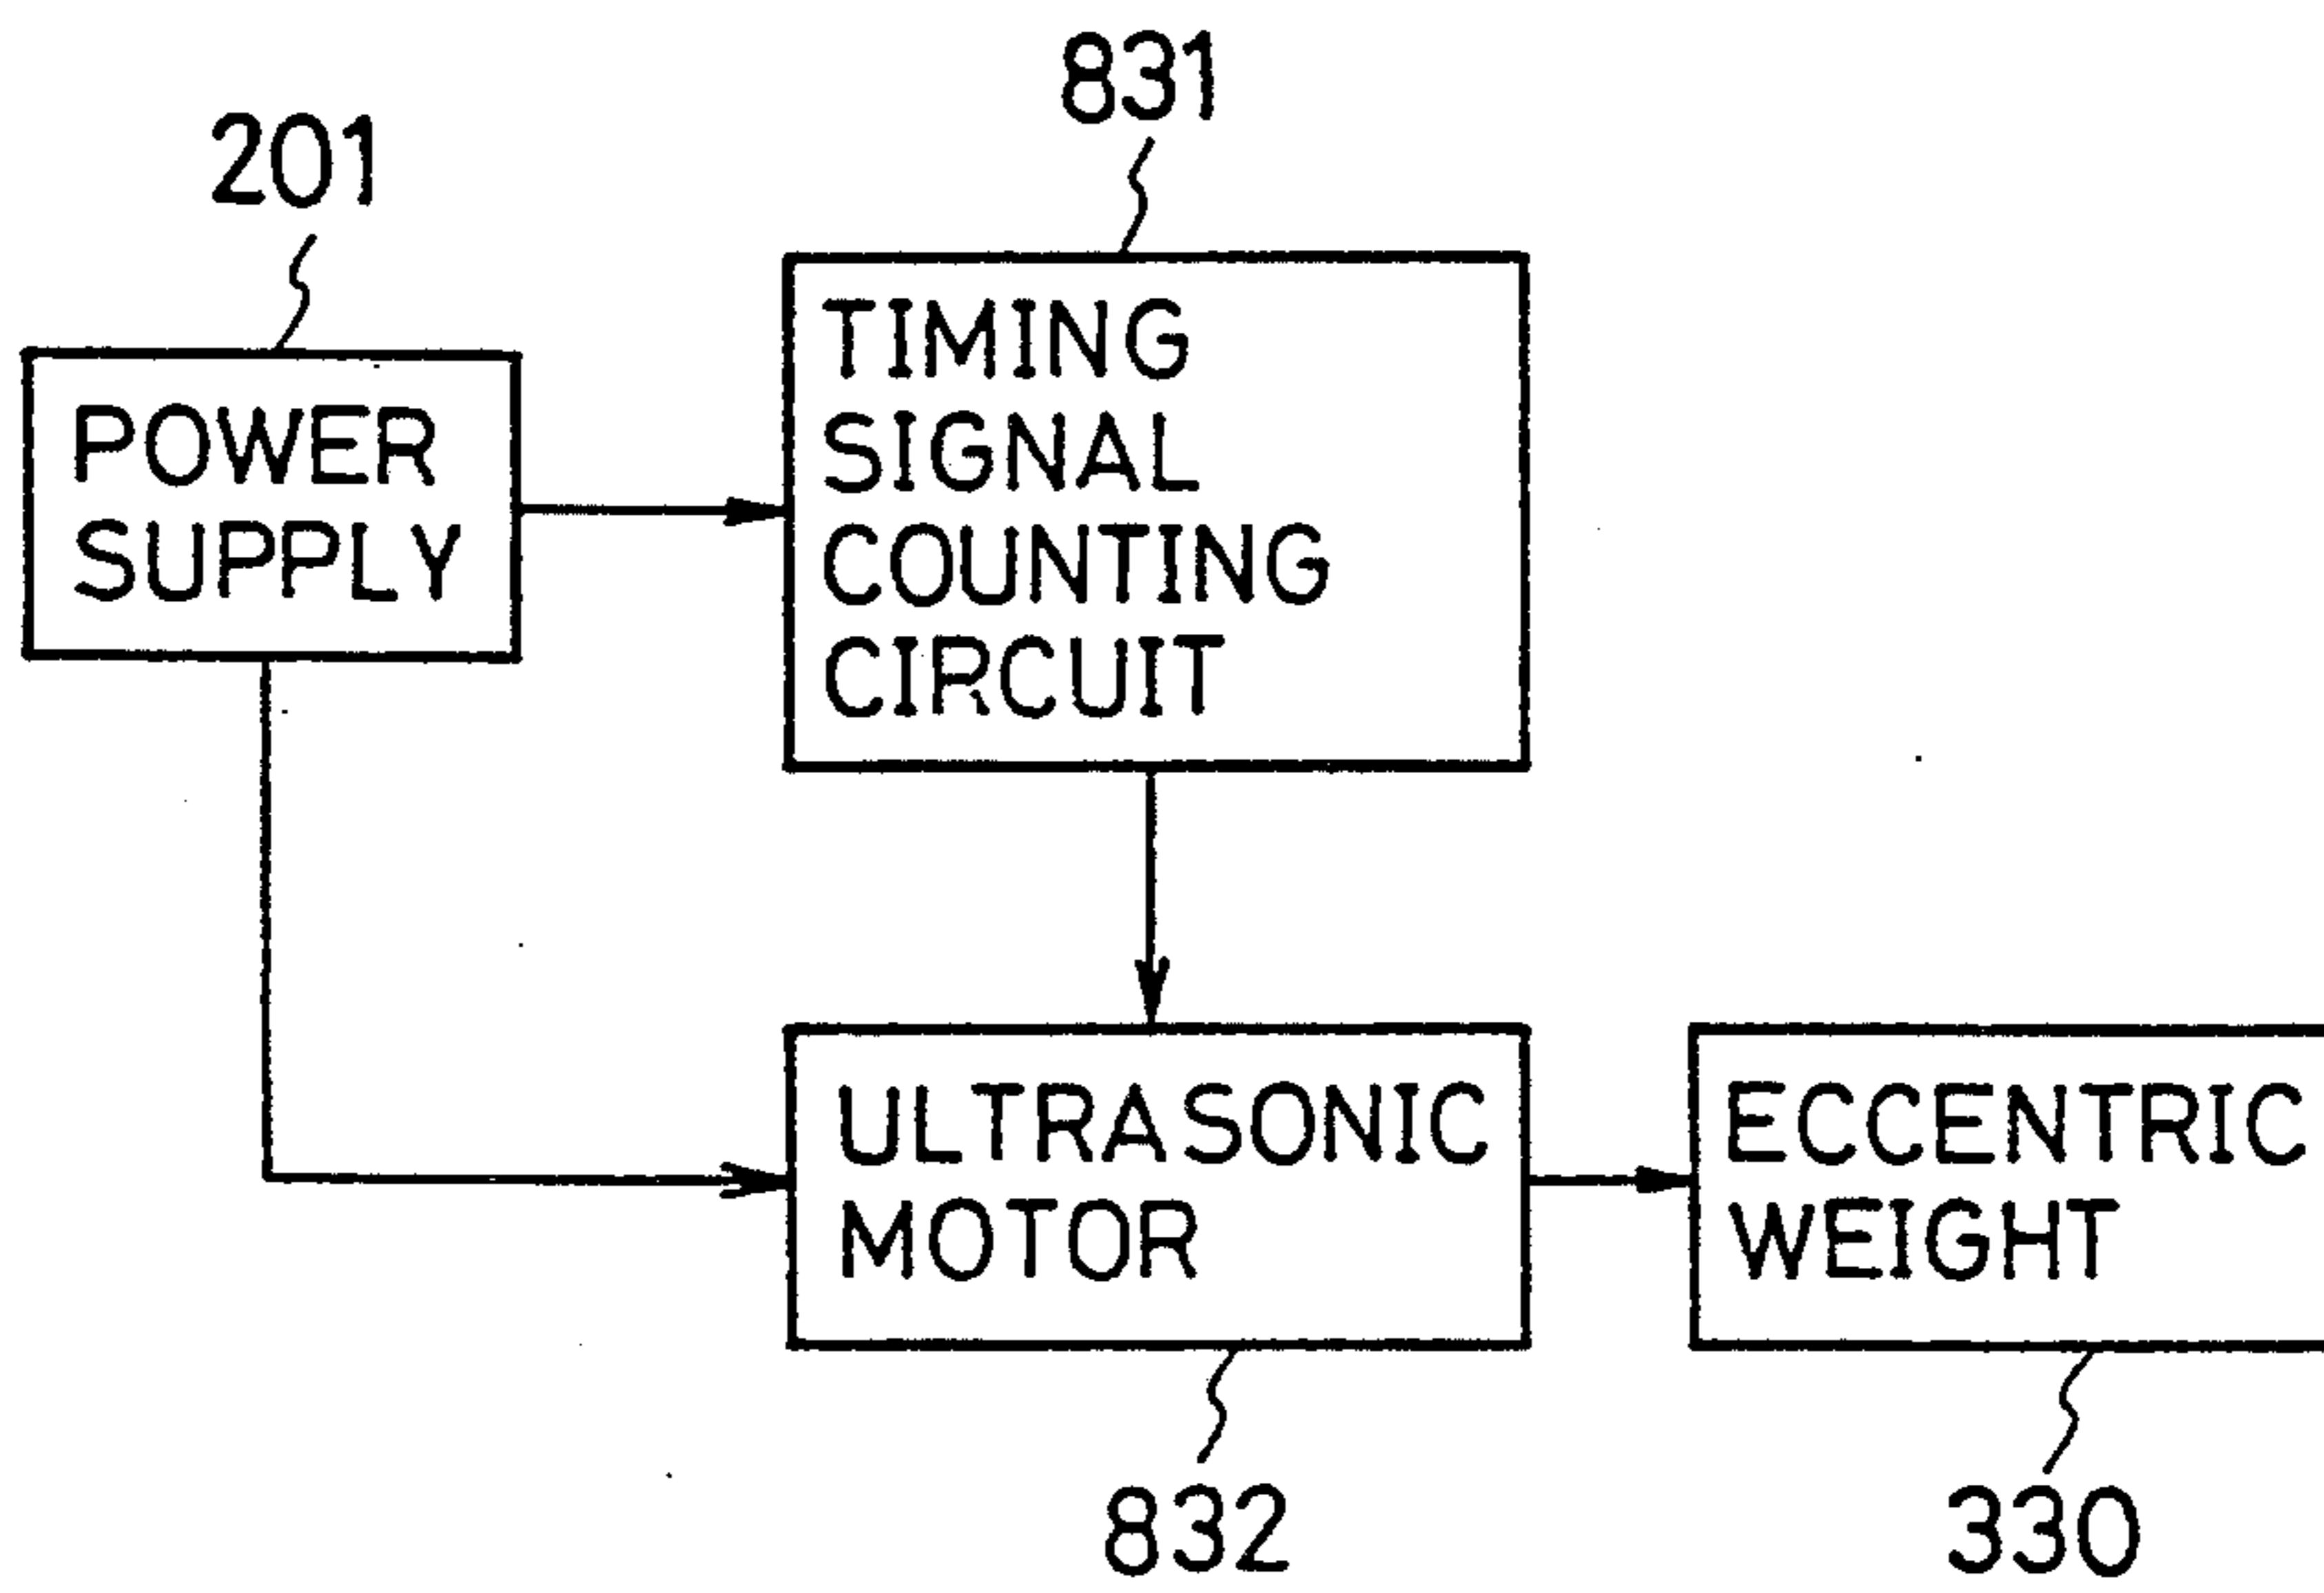 831
201
TIMING
SIGNAL
COUNTING
CIRCUIT
POWER
SUPPLY
ULTRASONIC
MOTOR
ECCENTRIC
WEIGHT
832
330